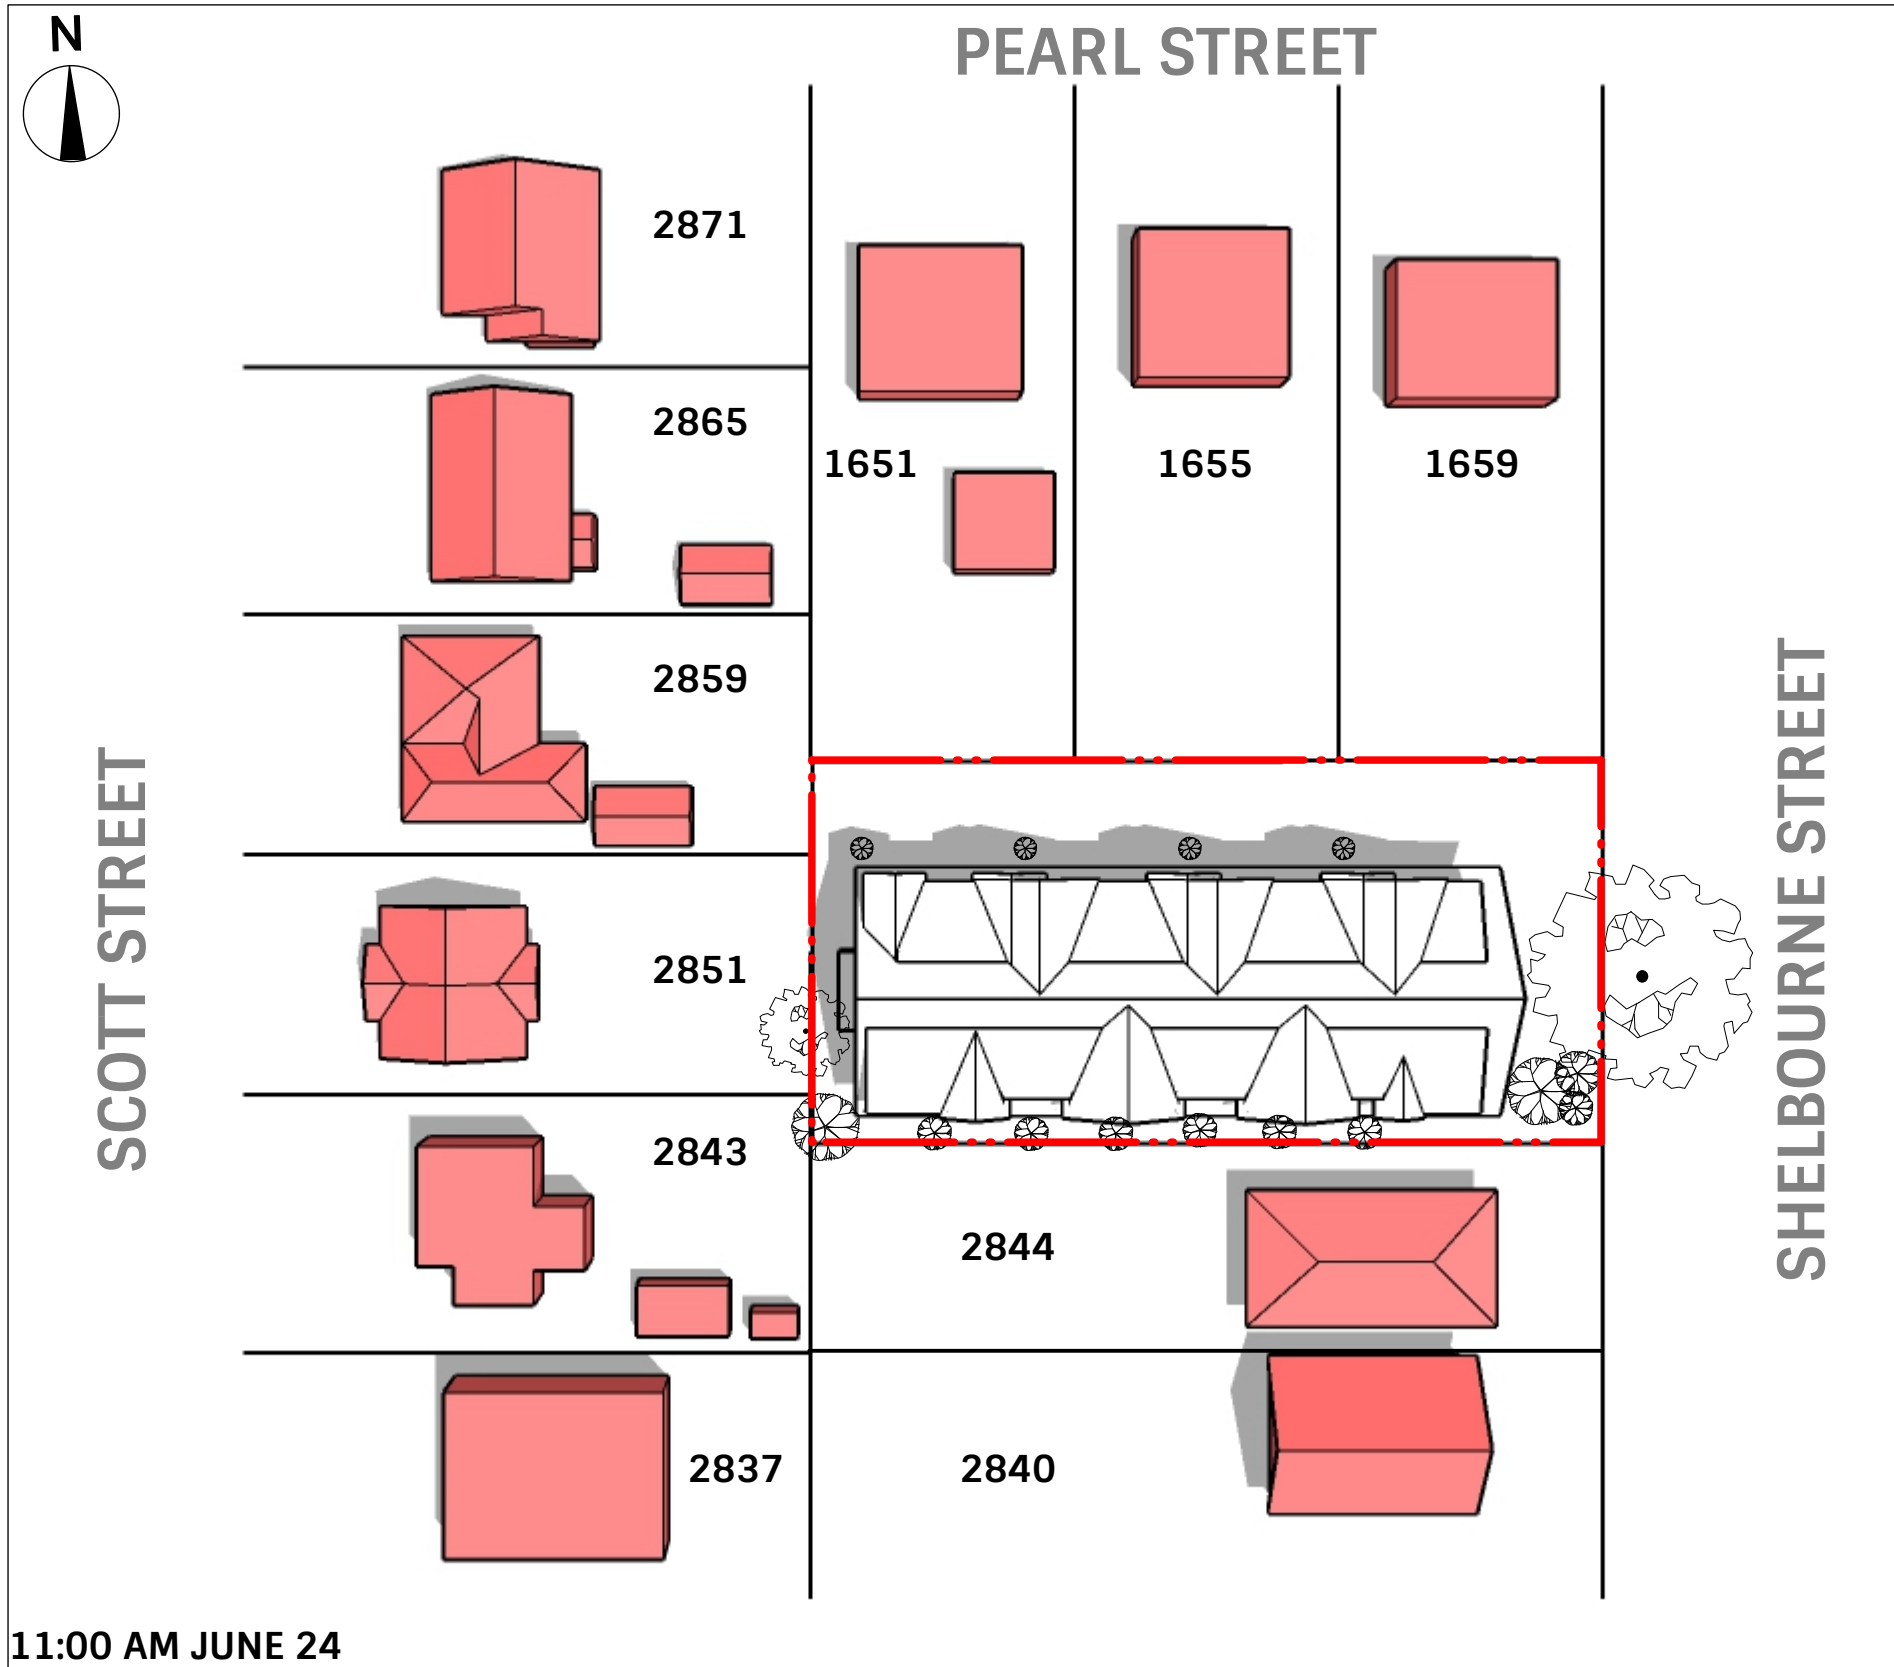 N
PEARL STREET
2871
2865
1651
1655
1659
2859
SCOTT STREET
2851
SHELBOURNE STREET
2843
2844
2837
2840
11:00 AM JUNE 24